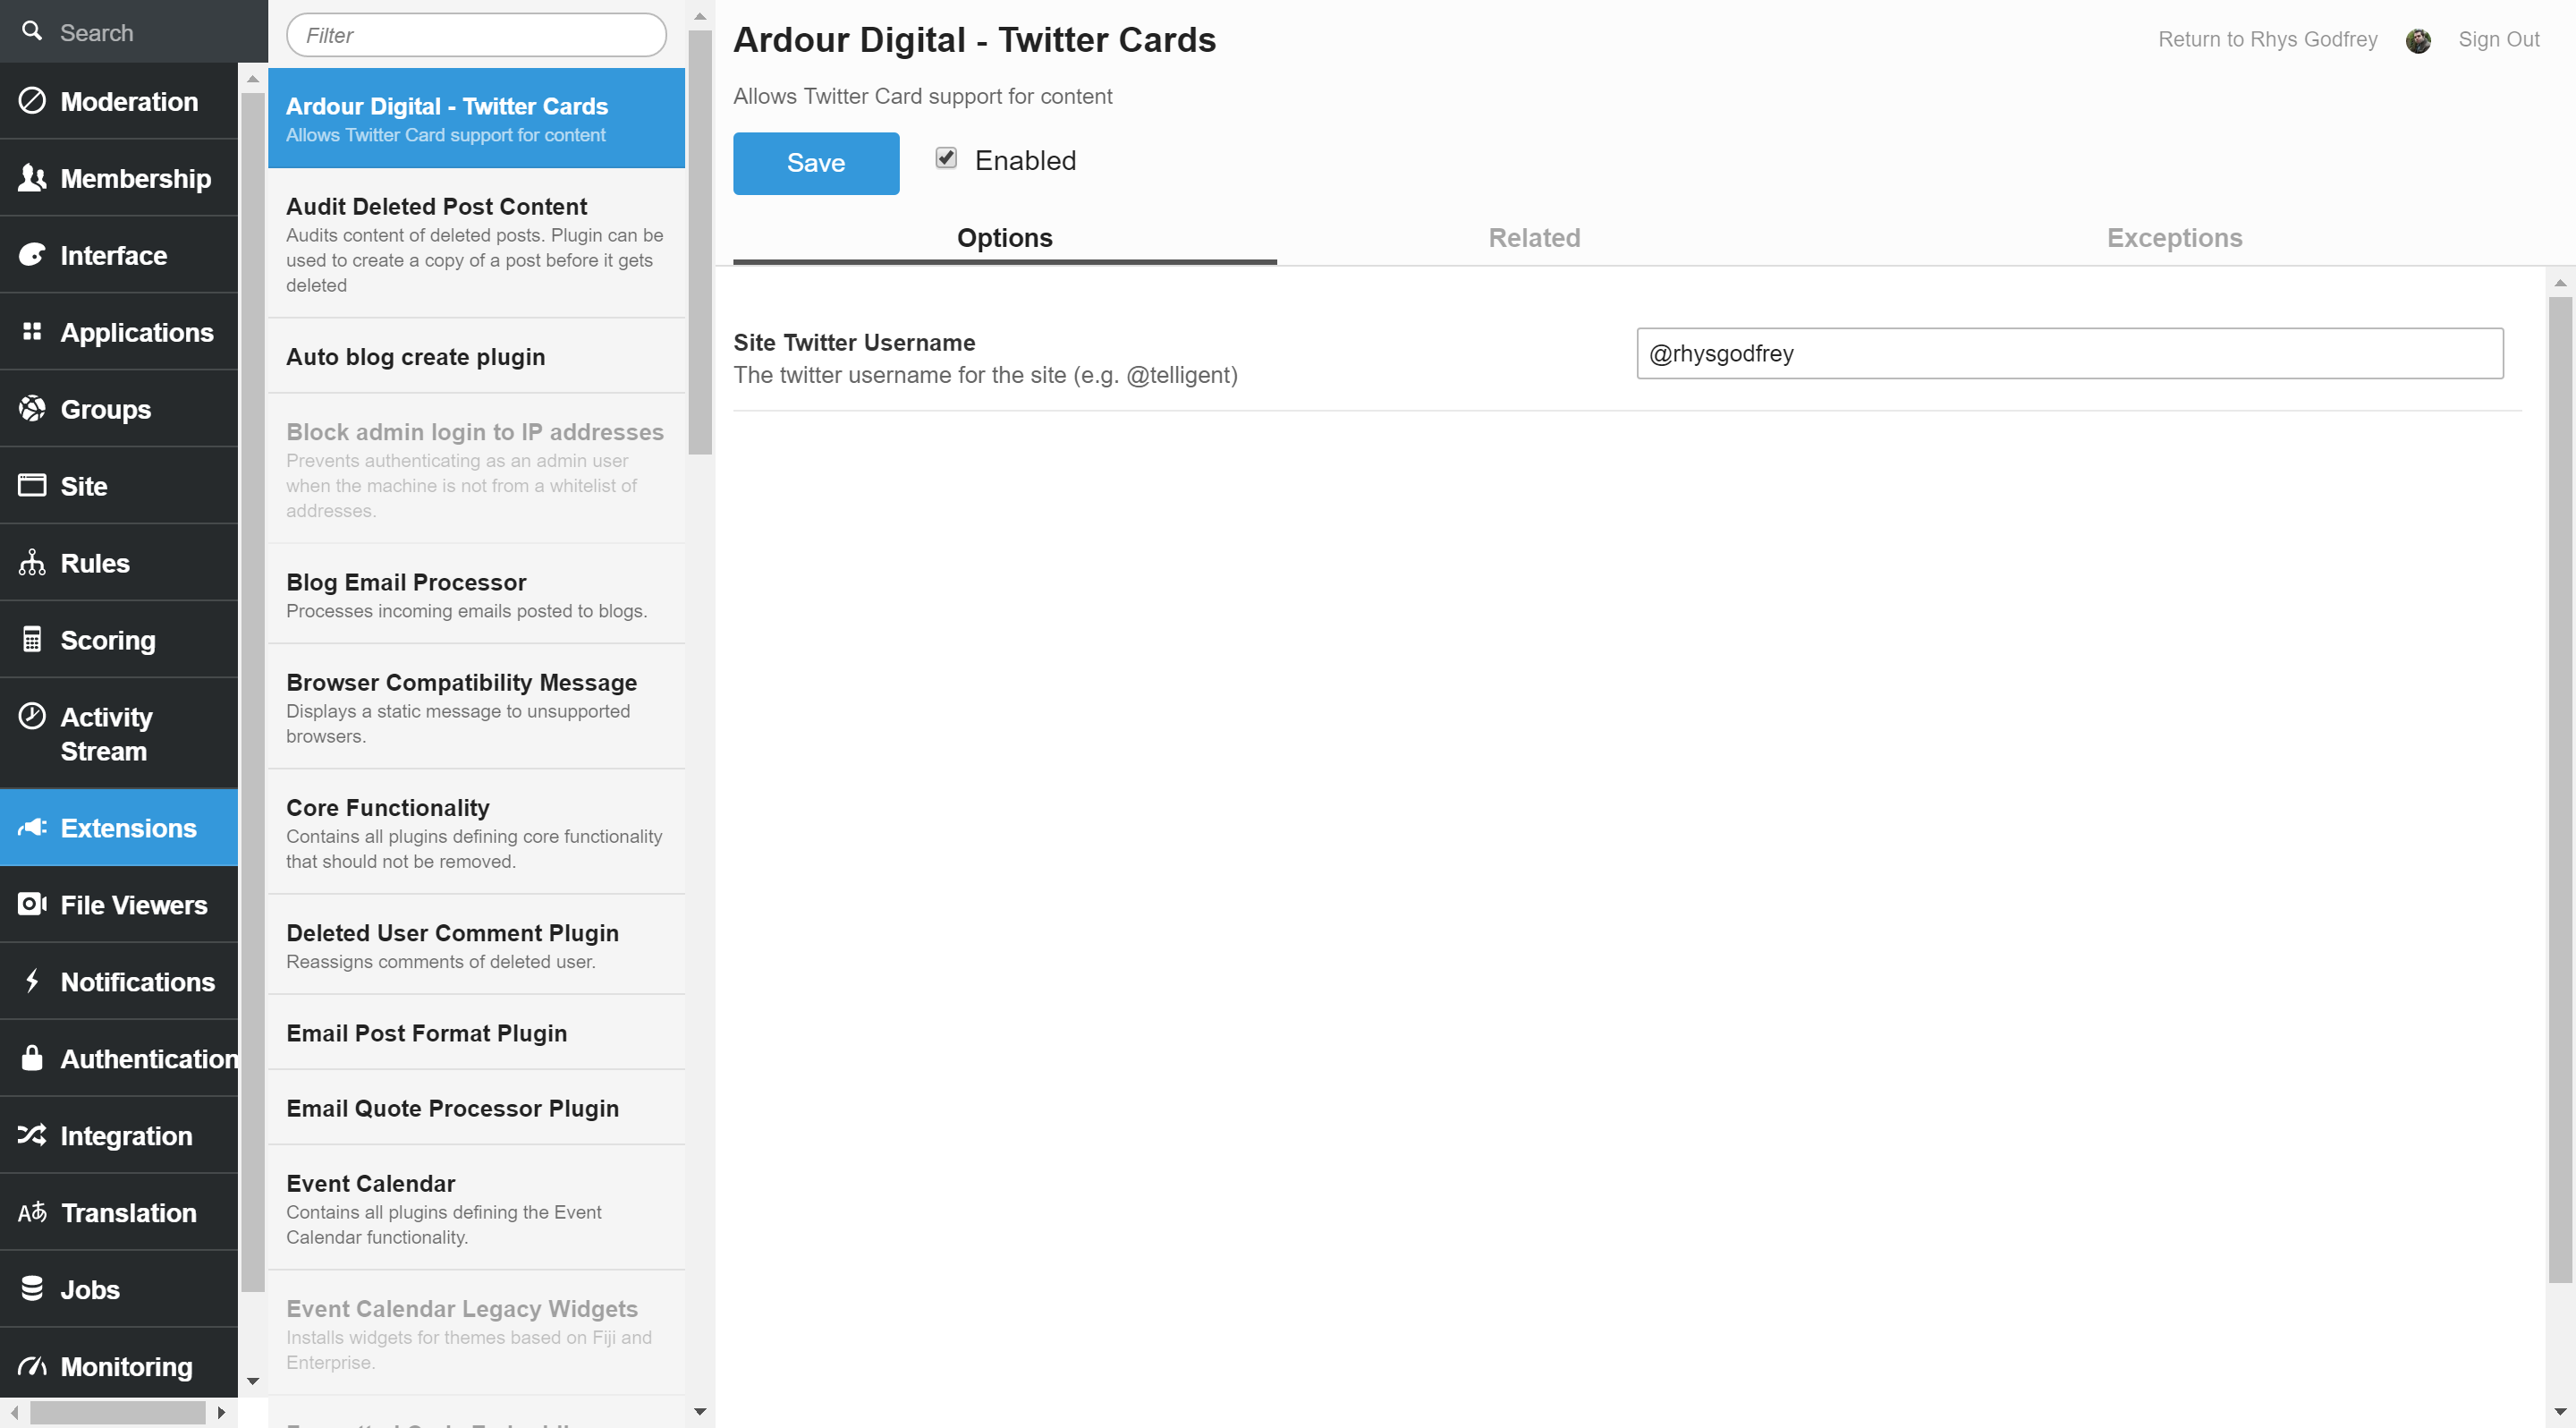 Search
Moderation
Membership
Interface
Applications
Groups
Site
Rules
Scoring
Activity
Stream
Extensions
File Viewers
Notifications
Authentication
Integration
Translation
Jobs
Monitoring
Filter
Ardour Digital - Twitter Cards
Allows Twitter Card support for content
Audit Deleted Post Content
Audits content of deleted posts. Plugin can be
used to create a copy of a post before it gets
deleted
Auto blog create plugin
Block admin login to IP addresses
Prevents authenticating as an admin user
when the machine is not from a whitelist of
addresses.
Blog Email Processor
Processes incoming emails posted to blogs.
Browser Compatibility Message
Displays a static message to unsupported
browsers.
Core Functionality
Contains all plugins defining core functionality
that should not be removed.
Deleted User Comment Plugin
Reassigns comments of deleted user.
Email Post Format Plugin
Email Quote Processor Plugin
Event Calendar
Contains all plugins defining the Event
Calendar functionality.
Event Calendar Legacy Widgets
Installs widgets for themes based on Fiji and
Enterprise.
Ardour Digital - Twitter Cards
Return to Rhys Godfrey Sign Out
Allows Twitter Card support for content
Save Enabled
Options Related Exceptions
Site Twitter Username
The twitter username for the site (e.g. @telligent)
@rhysgodfrey